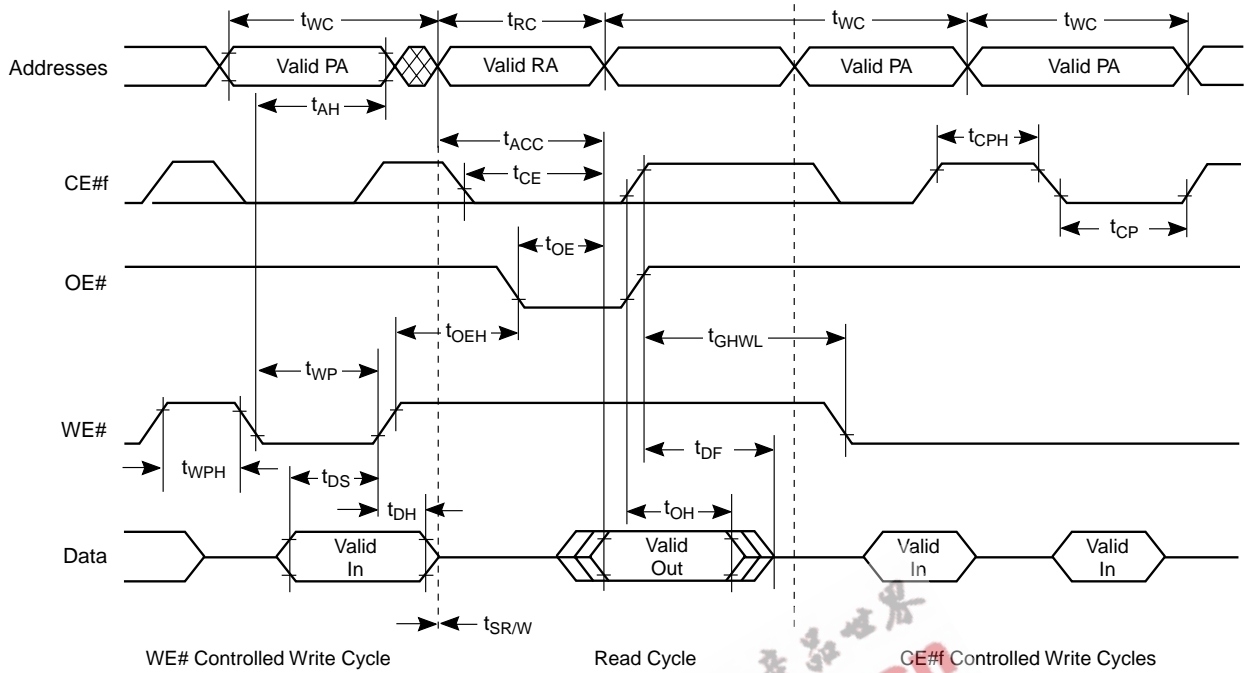 tWC tRC tWC tWC
Addresses Valid PA Valid RA Valid PA Valid PA
tAH
tACC tCPH
CE#f tCE
tCP
tOE
OE#
tOEH tGHWL
tWP
WE#
tDF
tWPH tDS
tDH tOH
Data Valid In Valid Out Valid In Valid In
tSR/W
WE# Controlled Write Cycle Read Cycle CE#f Controlled Write Cycles